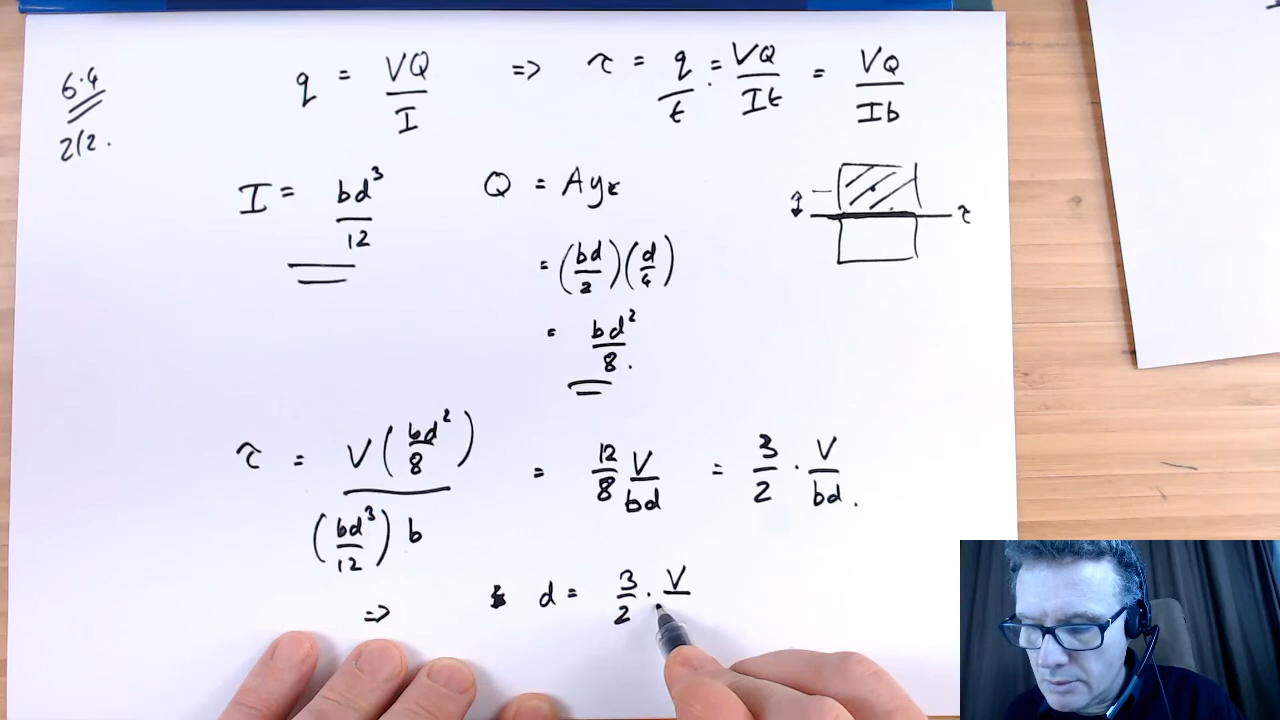 6.4
2/2.
q = VQ/I => τ = q/t = VQ/It = VQ/Ib
I = bd³/12
Q = Ay
= (bd/2)(d/4)
= bd²/8.
τ
τ = V(bd²/8)/(bd³/12)b = 12/8 V/bd = 3/2 · V/bd.
=> d = 3/2 · V